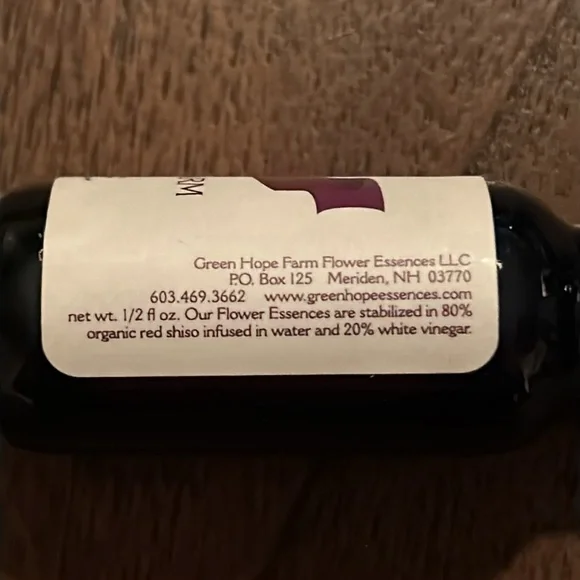 Green Hope Farm Flower Essences LLC
P.O. Box 125 Meriden, NH 03770
603.469.3662 www.greenhopeessences.com
net wt. 1/2 fl oz. Our Flower Essences are stabilized in 80%
organic red shiso infused in water and 20% white vinegar.